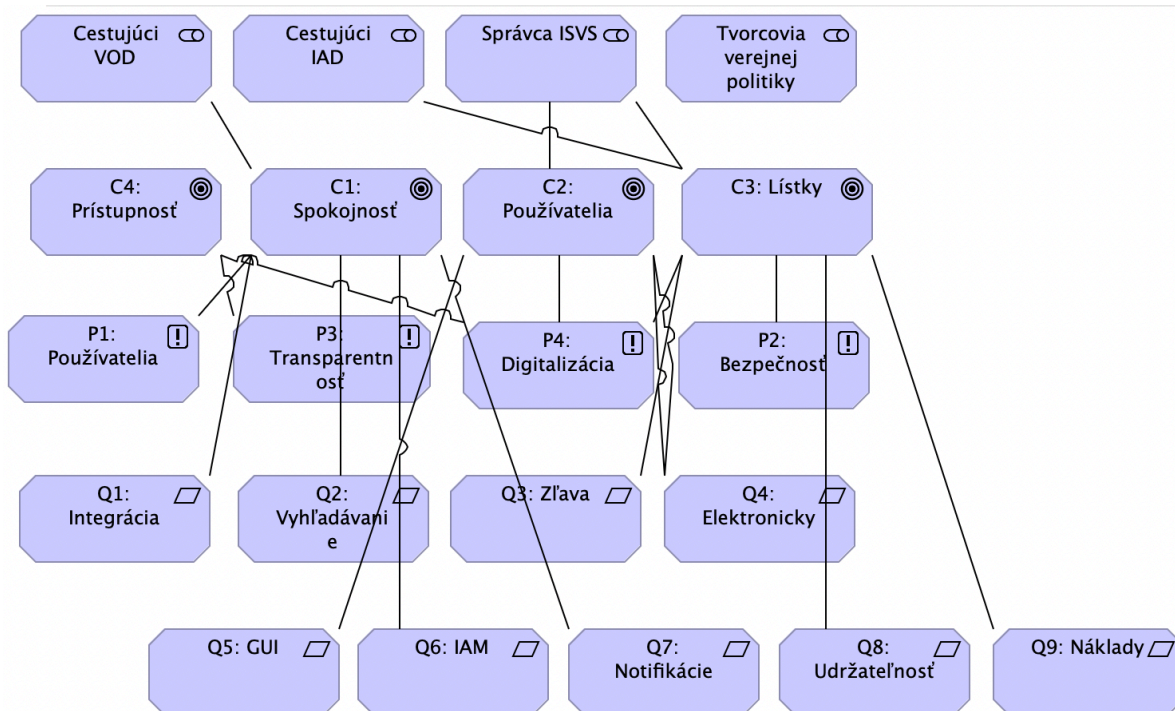 Cestujúci
VOD
Cestujúci
IAD
Správca ISVS
Tvorcovia
verejnej
politiky
C4:
Prístupnosť
C1:
Spokojnosť
C2:
Používatelia
C3: Lístky
P1:
Používatelia
P3:
Transparentn
osť
P4:
Digitalizácia
P2:
Bezpečnosť
Q1:
Integrácia
Q2:
Vyhľadávani
e
Q3: Zľava
Q4:
Elektronicky
Q5: GUI
Q6: IAM
Q7:
Notifikácie
Q8:
Udržateľnosť
Q9: Náklady